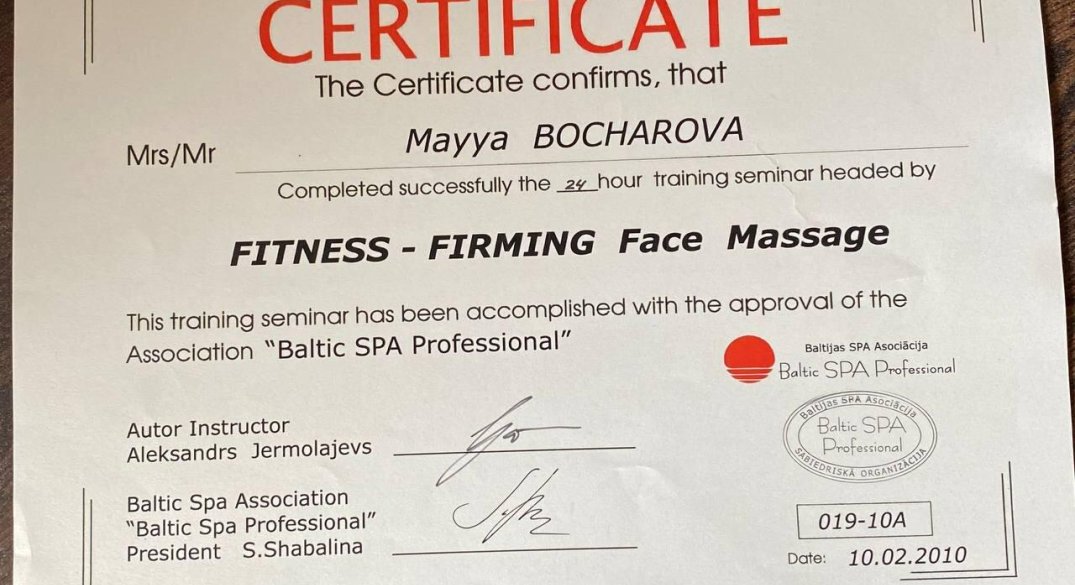 CERTIFICATE
The Certificate confirms, that
Mrs/Mr Mayya BOCHAROVA
Completed successfully the 24 hour training seminar headed by
FITNESS - FIRMING Face Massage
This training seminar has been accomplished with the approval of the
Association "Baltic SPA Professional"
Baltijas SPA Asociācija
Baltic SPA Professional
Baltijas SPA Asociācija
Baltic SPA
Professional
SABIEDRISKĀ ORGANIZĀCIJA
Autor Instructor
Aleksandrs Jermolajevs
Baltic Spa Association
"Baltic Spa Professional"
President S.Shabalina
019-10A
Date: 10.02.2010